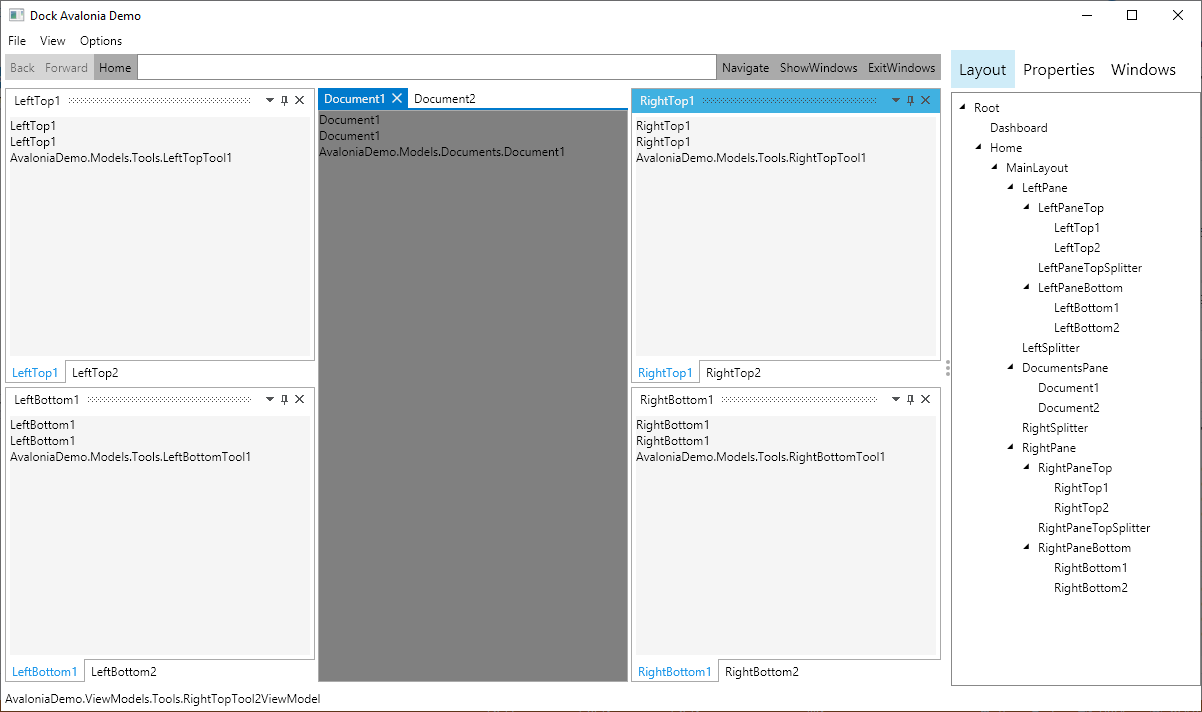 Dock Avalonia Demo
File View Options
Back Forward Home Navigate ShowWindows ExitWindows
LeftTop1
LeftTop1
LeftTop1
AvaloniaDemo.Models.Tools.LeftTopTool1
LeftTop1 LeftTop2
LeftBottom1
LeftBottom1
LeftBottom1
AvaloniaDemo.Models.Tools.LeftBottomTool1
LeftBottom1 LeftBottom2
Document1 Document2
Document1
Document1
AvaloniaDemo.Models.Documents.Document1
RightTop1
RightTop1
RightTop1
AvaloniaDemo.Models.Tools.RightTopTool1
RightTop1 RightTop2
RightBottom1
RightBottom1
RightBottom1
AvaloniaDemo.Models.Tools.RightBottomTool1
RightBottom1 RightBottom2
Layout Properties Windows
Root
Dashboard
Home
MainLayout
LeftPane
LeftPaneTop
LeftTop1
LeftTop2
LeftPaneTopSplitter
LeftPaneBottom
LeftBottom1
LeftBottom2
LeftSplitter
DocumentsPane
Document1
Document2
RightSplitter
RightPane
RightPaneTop
RightTop1
RightTop2
RightPaneTopSplitter
RightPaneBottom
RightBottom1
RightBottom2
AvaloniaDemo.ViewModels.Tools.RightTopTool2ViewModel